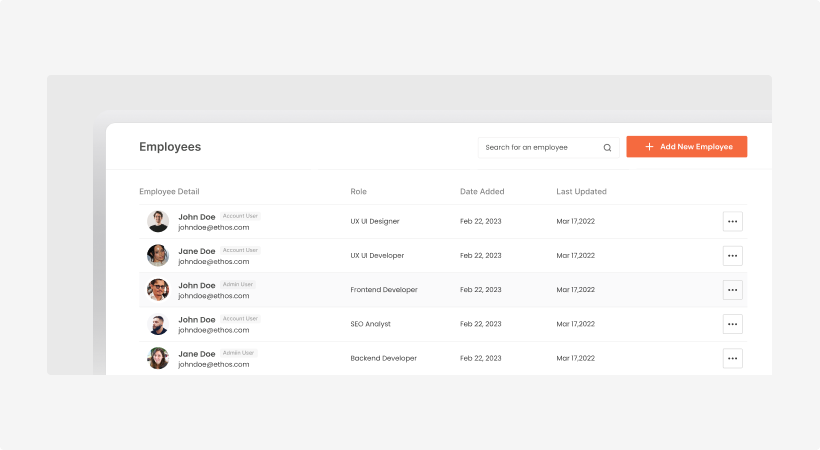 Employees
Search for an employee
+ Add New Employee
Employee Detail Role Date Added Last Updated
John Doe Account User
johndoe@ethos.com
UX UI Designer Feb 22, 2023 Mar 17,2022
Jane Doe Account User
johndoe@ethos.com
UX UI Developer Feb 22, 2023 Mar 17,2022
John Doe Admin User
johndoe@ethos.com
Frontend Developer Feb 22, 2023 Mar 17,2022
John Doe Account User
johndoe@ethos.com
SEO Analyst Feb 22, 2023 Mar 17,2022
Jane Doe Admin User
johndoe@ethos.com
Backend Developer Feb 22, 2023 Mar 17,2022